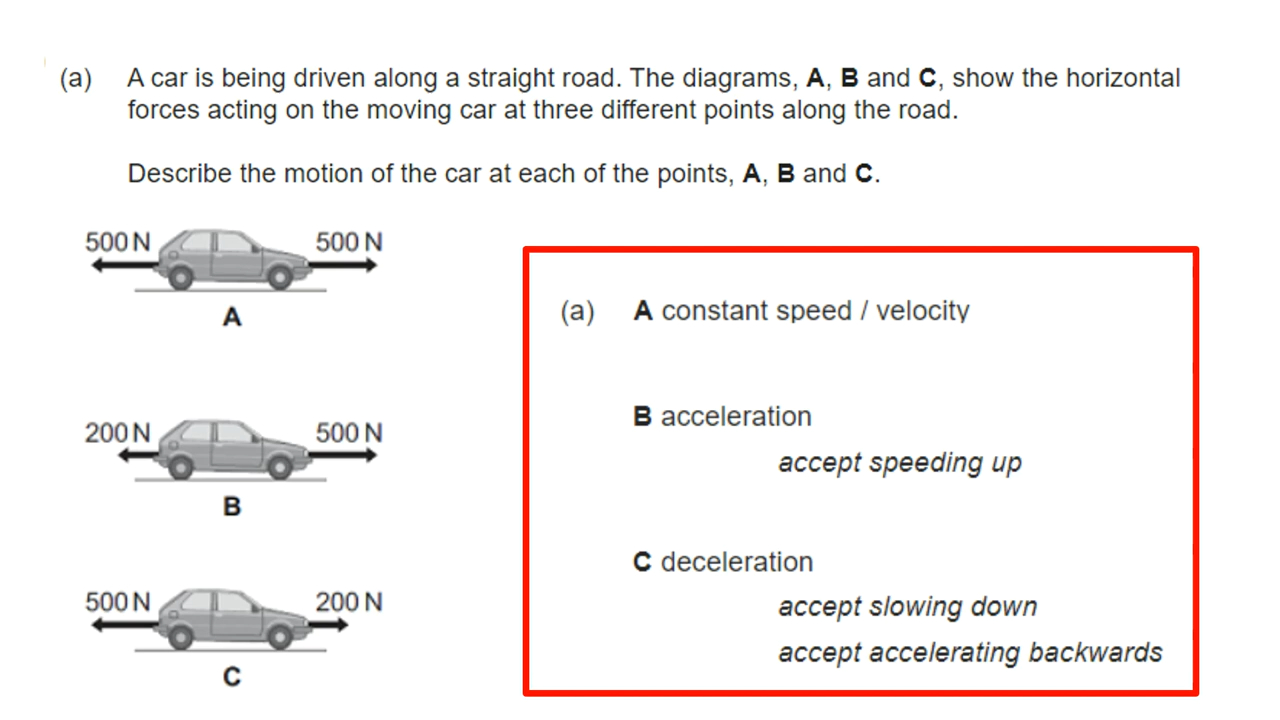 (a) A car is being driven along a straight road. The diagrams, A, B and C, show the horizontal
forces acting on the moving car at three different points along the road.
Describe the motion of the car at each of the points, A, B and C.
500 N 500 N
A
200 N 500 N
B
500 N 200 N
C
(a) A constant speed / velocity
B acceleration
accept speeding up
C deceleration
accept slowing down
accept accelerating backwards